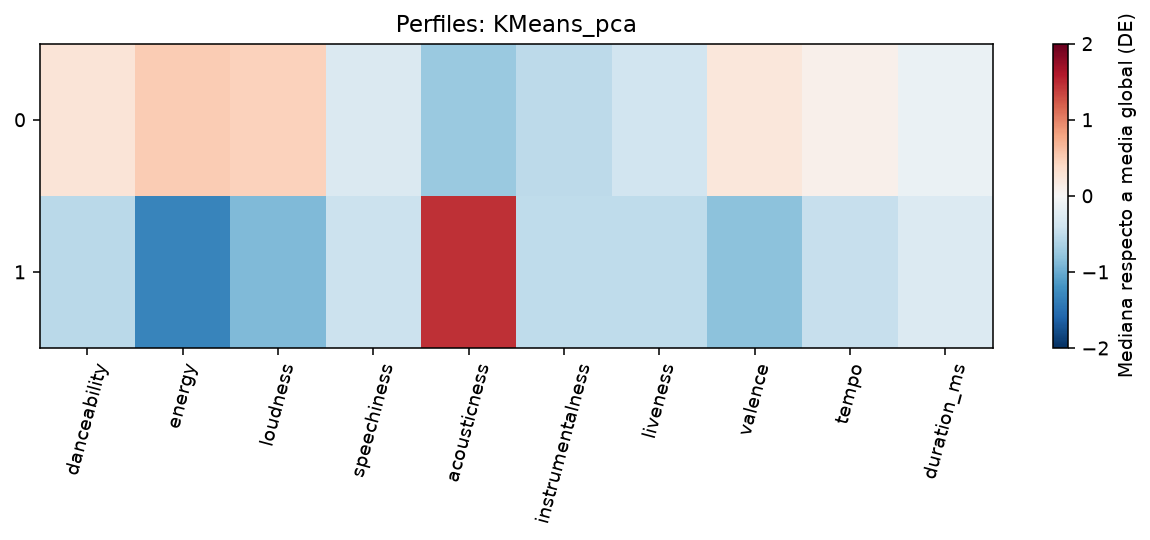 Perfiles: KMeans_pca
0
1
danceability
energy
loudness
speechiness
acousticness
instrumentalness
liveness
valence
tempo
duration_ms
2
1
0
−1
−2
Mediana respecto a media global (DE)